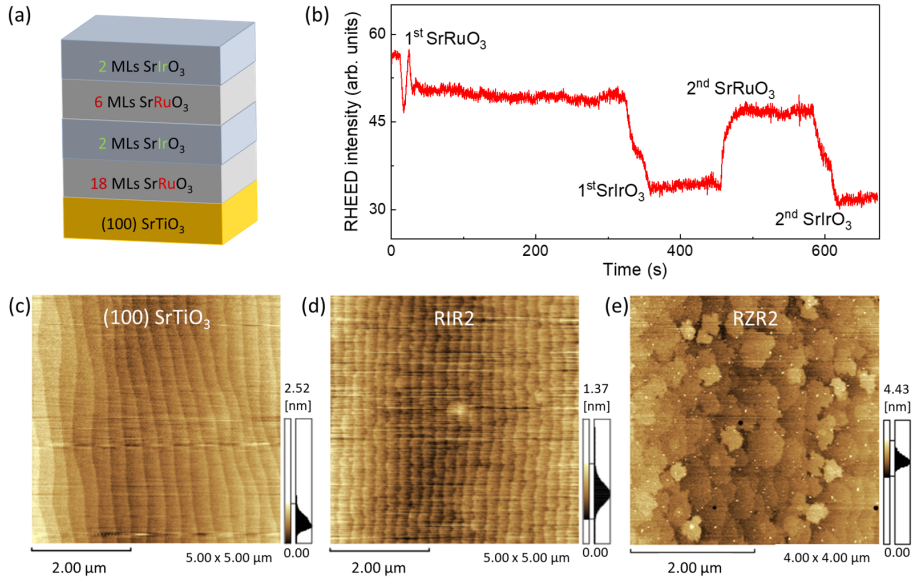 (a)
2 MLs SrIrO₃
6 MLs SrRuO₃
2 MLs SrIrO₃
18 MLs SrRuO₃
(100) SrTiO₃
(b)
RHEED intensity (arb. units)
60
45
30
1ˢᵗ SrRuO₃
2ⁿᵈ SrRuO₃
1ˢᵗSrIrO₃
2ⁿᵈ SrIrO₃
0
200
400
600
Time (s)
(c)
(100) SrTiO₃
2.52
[nm]
0.00
2.00 µm
5.00 x 5.00 µm
(d)
RIR2
1.37
[nm]
0.00
2.00 µm
5.00 x 5.00 µm
(e)
RZR2
4.43
[nm]
0.00
2.00 µm
4.00 x 4.00 µm